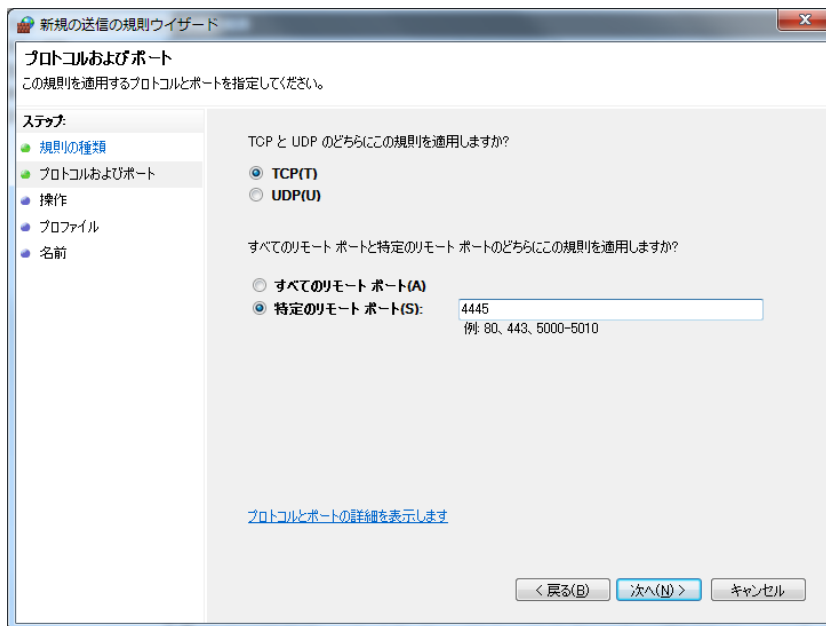 新規の送信の規則ウィザード
プロトコルおよびポート
この規則を適用するプロトコルとポートを指定してください。
ステップ:
規則の種類
プロトコルおよびポート
操作
プロファイル
名前
TCP と UDP のどちらにこの規則を適用しますか?
TCP(T)
UDP(U)
すべてのリモート ポートと特定のリモート ポートのどちらにこの規則を適用しますか?
すべてのリモート ポート(A)
特定のリモート ポート(S):
4445
例: 80、443、5000-5010
プロトコルとポートの詳細を表示します
< 戻る(B)
次へ(N) >
キャンセル